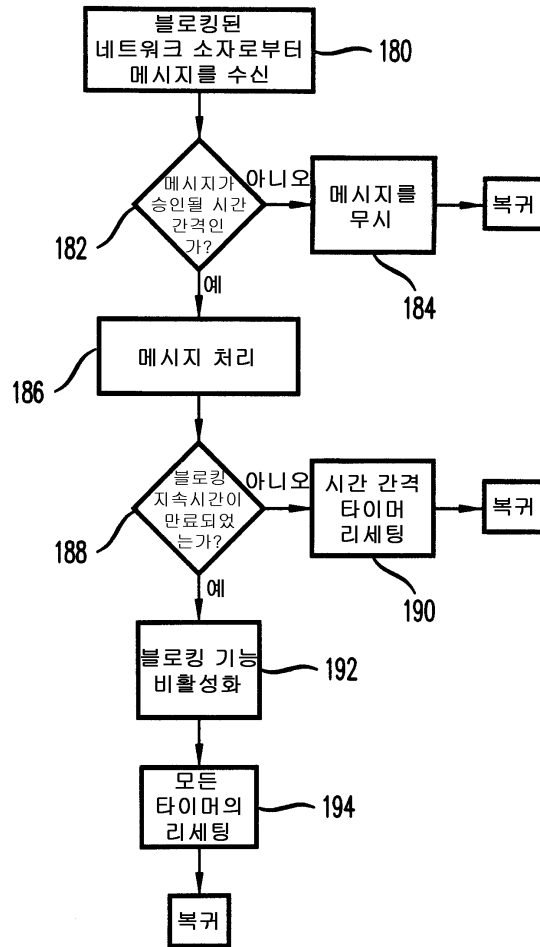 블로킹된
네트워크 소자로부터
메시지를 수신
180
메시지가
승인될 시간
간격인
가?
182
아니오
메시지를
무시
184
복귀
예
메시지 처리
186
블로킹
지속시간이
만료되었
는가?
188
아니오
시간 간격
타이머
리세팅
190
복귀
예
블로킹 기능
비활성화
192
모든
타이머의
리세팅
194
복귀